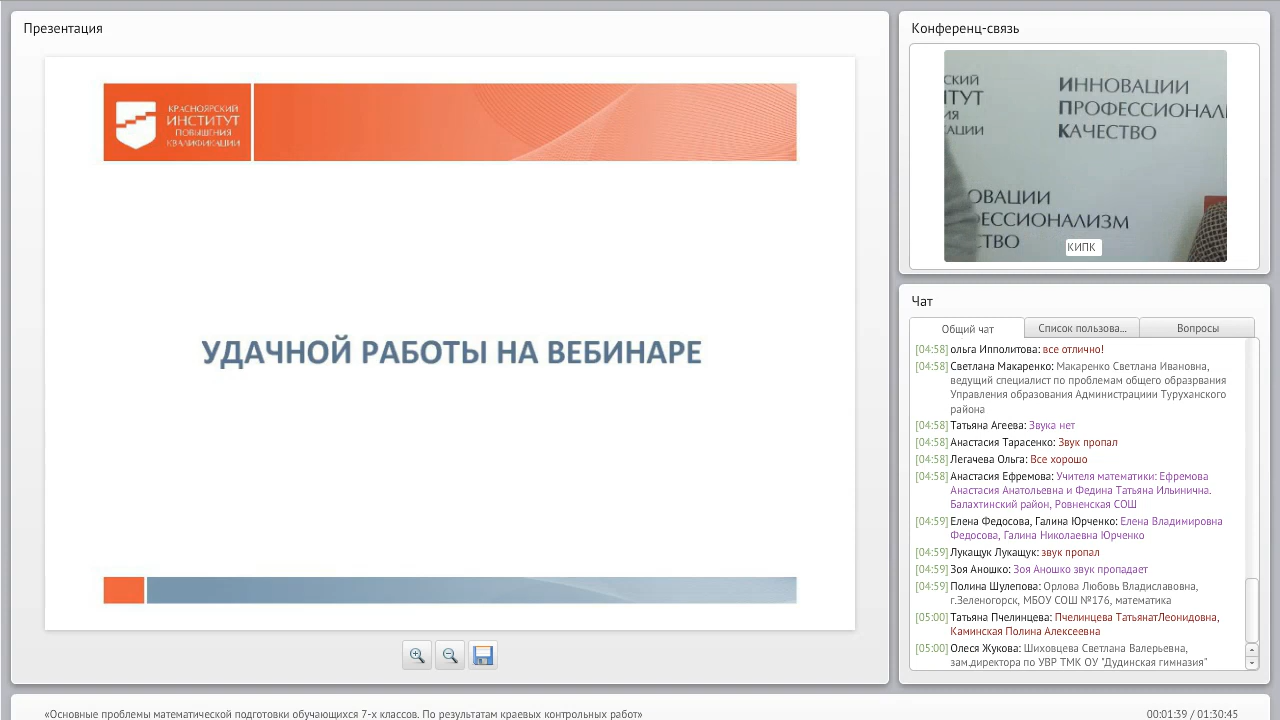 Презентация
КРАСНОЯРСКИЙ
ИНСТИТУТ
ПОВЫШЕНИЯ
КВАЛИФИКАЦИИ
УДАЧНОЙ РАБОТЫ НА ВЕБИНАРЕ
Конференц-связь
СКИЙ
ТУТ
ИЯ
АЦИИ
ИННОВАЦИИ
ПРОФЕССИОНАЛ
КАЧЕСТВО
ОВАЦИИ
ЕССИОНАЛИЗМ
СТВО
КИПК
Чат
Общий чат
Список пользова...
Вопросы
[04:58] ольга Ипполитова: все отлично!
[04:58] Светлана Макаренко: Макаренко Светлана Ивановна,
ведущий специалист по проблемам общего образрвания
Управления образования Администрациии Туруханского
района
[04:58] Татьяна Агеева: Звука нет
[04:58] Анастасия Тарасенко: Звук пропал
[04:58] Легачева Ольга: Все хорошо
[04:58] Анастасия Ефремова: Учителя математики: Ефремова
Анастасия Анатольевна и Федина Татьяна Ильинична.
Балахтинский район, Ровненская СОШ
[04:59] Елена Федосова, Галина Юрченко: Елена Владимировна
Федосова, Галина Николаевна Юрченко
[04:59] Лукащук Лукащук: звук пропал
[04:59] Зоя Аношко: Зоя Аношко звук пропадает
[04:59] Полина Шулепова: Орлова Любовь Владиславовна,
г.Зеленогорск, МБОУ СОШ №176, математика
[05:00] Татьяна Пчелинцева: Пчелинцева ТатьянатЛеонидовна,
Каминская Полина Алексеевна
[05:00] Олеся Жукова: Шиховцева Светлана Валерьевна,
зам.директора по УВР ТМК ОУ "Дудинская гимназия"
«Основные проблемы математической подготовки обучающихся 7-х классов. По результатам краевых контрольных работ»
00:01:39 / 01:30:45